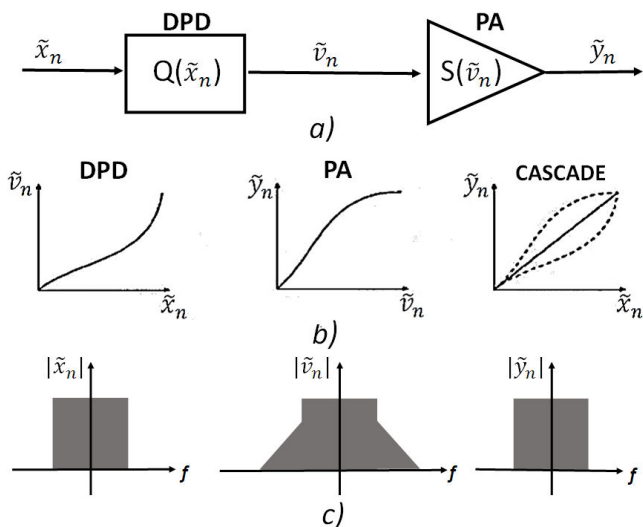 DPD PA
x̃ₙ Q(x̃ₙ) ṽₙ S(ṽₙ) ỹₙ
a)
DPD PA CASCADE
ṽₙ ỹₙ ỹₙ
x̃ₙ ṽₙ x̃ₙ
b)
|x̃ₙ| |ṽₙ| |ỹₙ|
f f f
c)